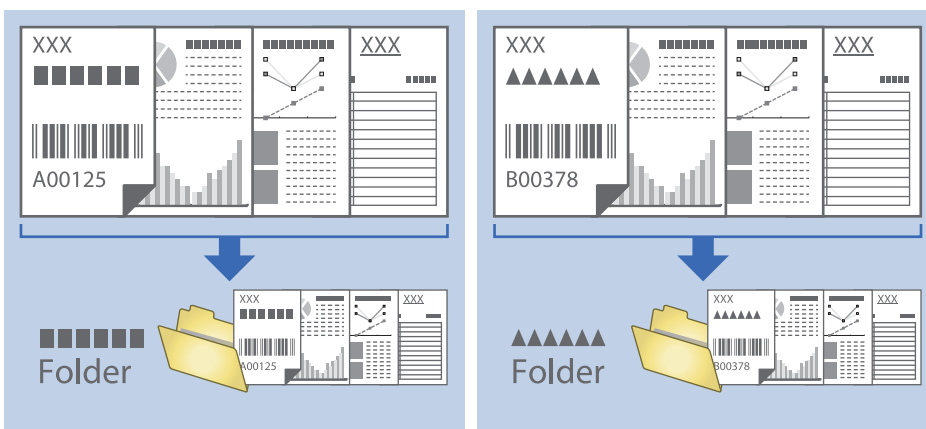 XXX
XXX
■■■■■■
A00125
■■■■■■
Folder
XXX
XXX
■■■■■■
A00125
XXX
XXX
▲▲▲▲▲▲
B00378
▲▲▲▲▲▲
Folder
XXX
XXX
▲▲▲▲▲▲
B00378